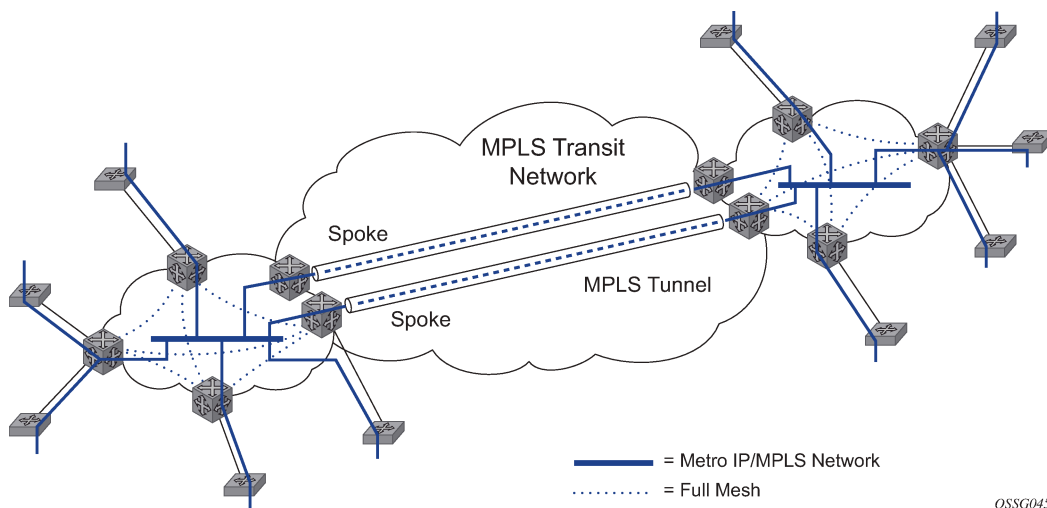 MPLS Transit
Network
Spoke
MPLS Tunnel
Spoke
= Metro IP/MPLS Network
= Full Mesh